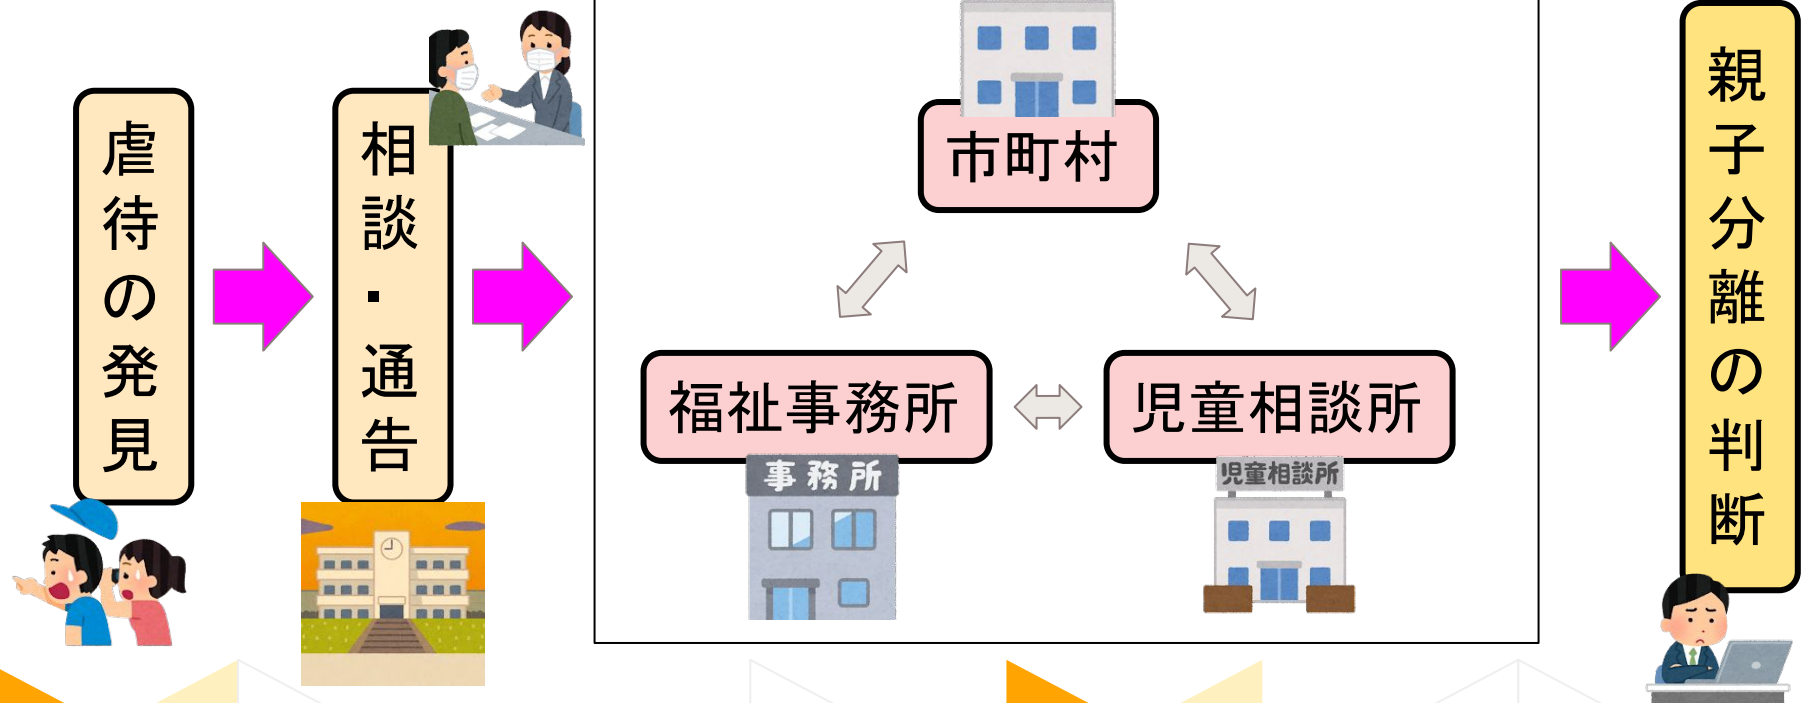 虐待の発見
相談・通告
市町村
福祉事務所
事務所
児童相談所
児童相談所
親子分離の判断